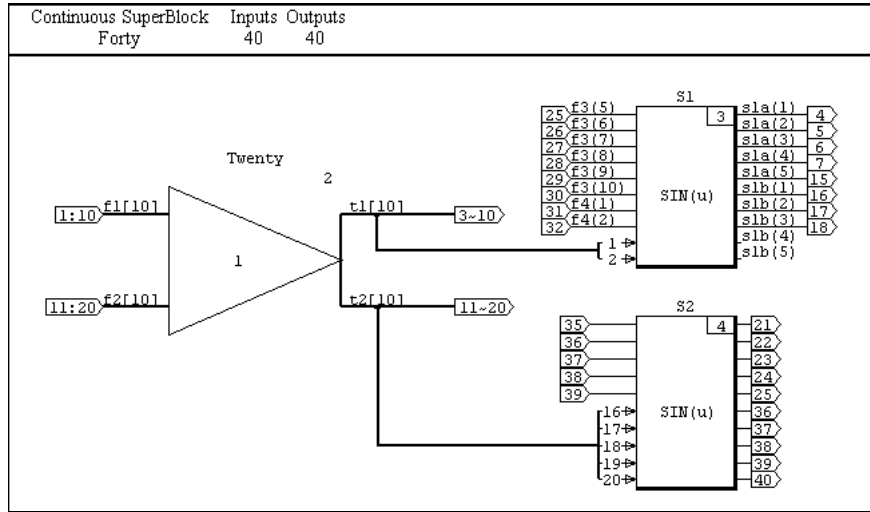 Continuous SuperBlock Inputs Outputs
Forty 40 40
Twenty
2
1
1:10 f1[10]
11:20 f2[10]
t1[10] 3~10
t2[10] 11~20
S1
3
SIN(u)
25 f3(5)
26 f3(6)
27 f3(7)
28 f3(8)
29 f3(9)
30 f3(10)
31 f4(1)
32 f4(2)
1
2
s1a(1) 4
s1a(2) 5
s1a(3) 6
s1a(4) 7
s1a(5) 15
s1b(1) 16
s1b(2) 17
s1b(3) 18
s1b(4)
s1b(5)
S2
4
SIN(u)
35
36
37
38
39
16
17
18
19
20
21
22
23
24
25
36
37
38
39
40